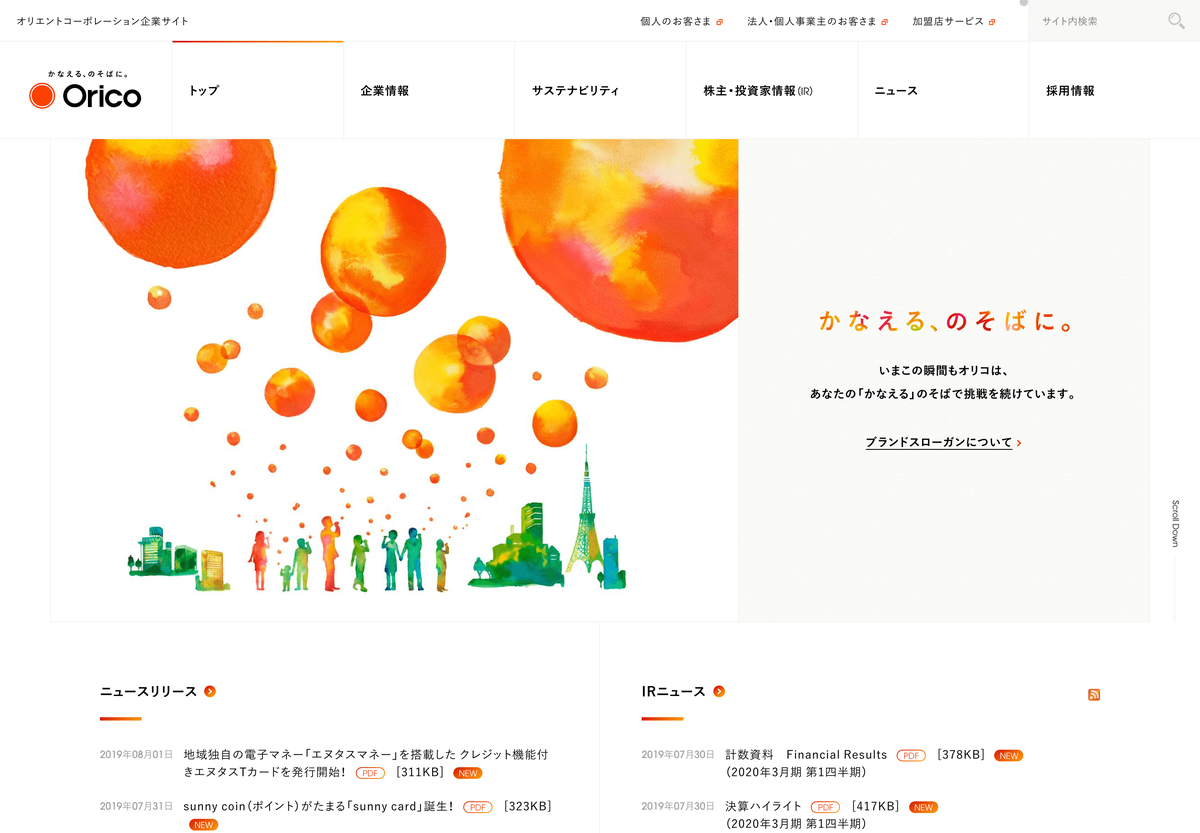 オリエントコーポレーション企業サイト
個人のお客さま
法人・個人事業主のお客さま
加盟店サービス
サイト内検索
かなえる、のそばに。
Orico
トップ
企業情報
サステナビリティ
株主・投資家情報(IR)
ニュース
採用情報
かなえる、のそばに。
いまこの瞬間もオリコは、
あなたの「かなえる」のそばで挑戦を続けています。
ブランドスローガンについて
Scroll Down
ニュースリリース
2019年08月01日 地域独自の電子マネー「エヌタスマネー」を搭載した クレジット機能付
きエヌタスTカードを発行開始! PDF [311KB] NEW
2019年07月31日 sunny coin(ポイント)がたまる「sunny card」誕生! PDF [323KB]
NEW
IRニュース
2019年07月30日 計数資料 Financial Results PDF [378KB] NEW
(2020年3月期 第1四半期)
2019年07月30日 決算ハイライト PDF [417KB] NEW
(2020年3月期 第1四半期)